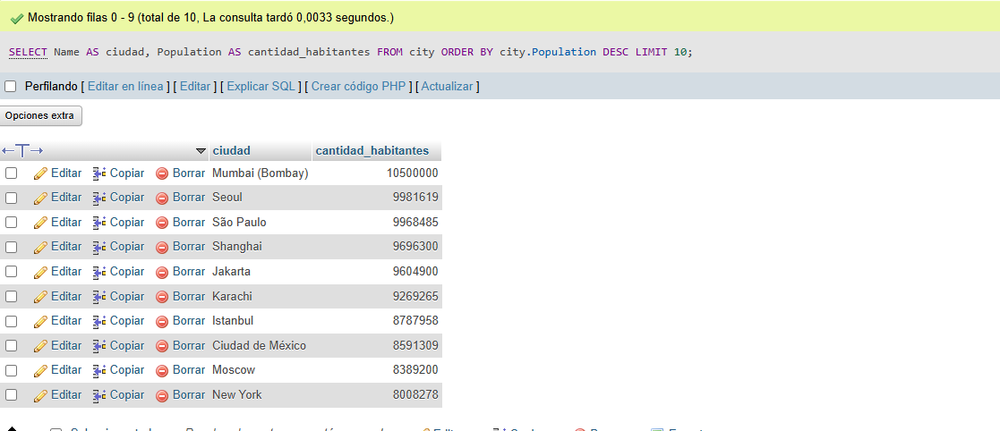 Mostrando filas 0 - 9 (total de 10, La consulta tardó 0,0033 segundos.)
SELECT Name AS ciudad, Population AS cantidad_habitantes FROM city ORDER BY city.Population DESC LIMIT 10;
Perfilando [ Editar en línea ] [ Editar ] [ Explicar SQL ] [ Crear código PHP ] [ Actualizar ]
Opciones extra
←T→ ciudad cantidad_habitantes
Editar Copiar Borrar Mumbai (Bombay) 10500000
Editar Copiar Borrar Seoul 9981619
Editar Copiar Borrar São Paulo 9968485
Editar Copiar Borrar Shanghai 9696300
Editar Copiar Borrar Jakarta 9604900
Editar Copiar Borrar Karachi 9269265
Editar Copiar Borrar Istanbul 8787958
Editar Copiar Borrar Ciudad de México 8591309
Editar Copiar Borrar Moscow 8389200
Editar Copiar Borrar New York 8008278